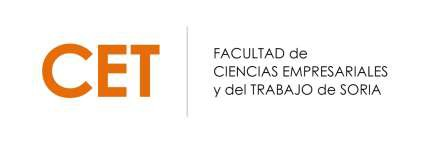 CET
FACULTAD de
CIENCIAS EMPRESARIALES
y del TRABAJO de SORIA